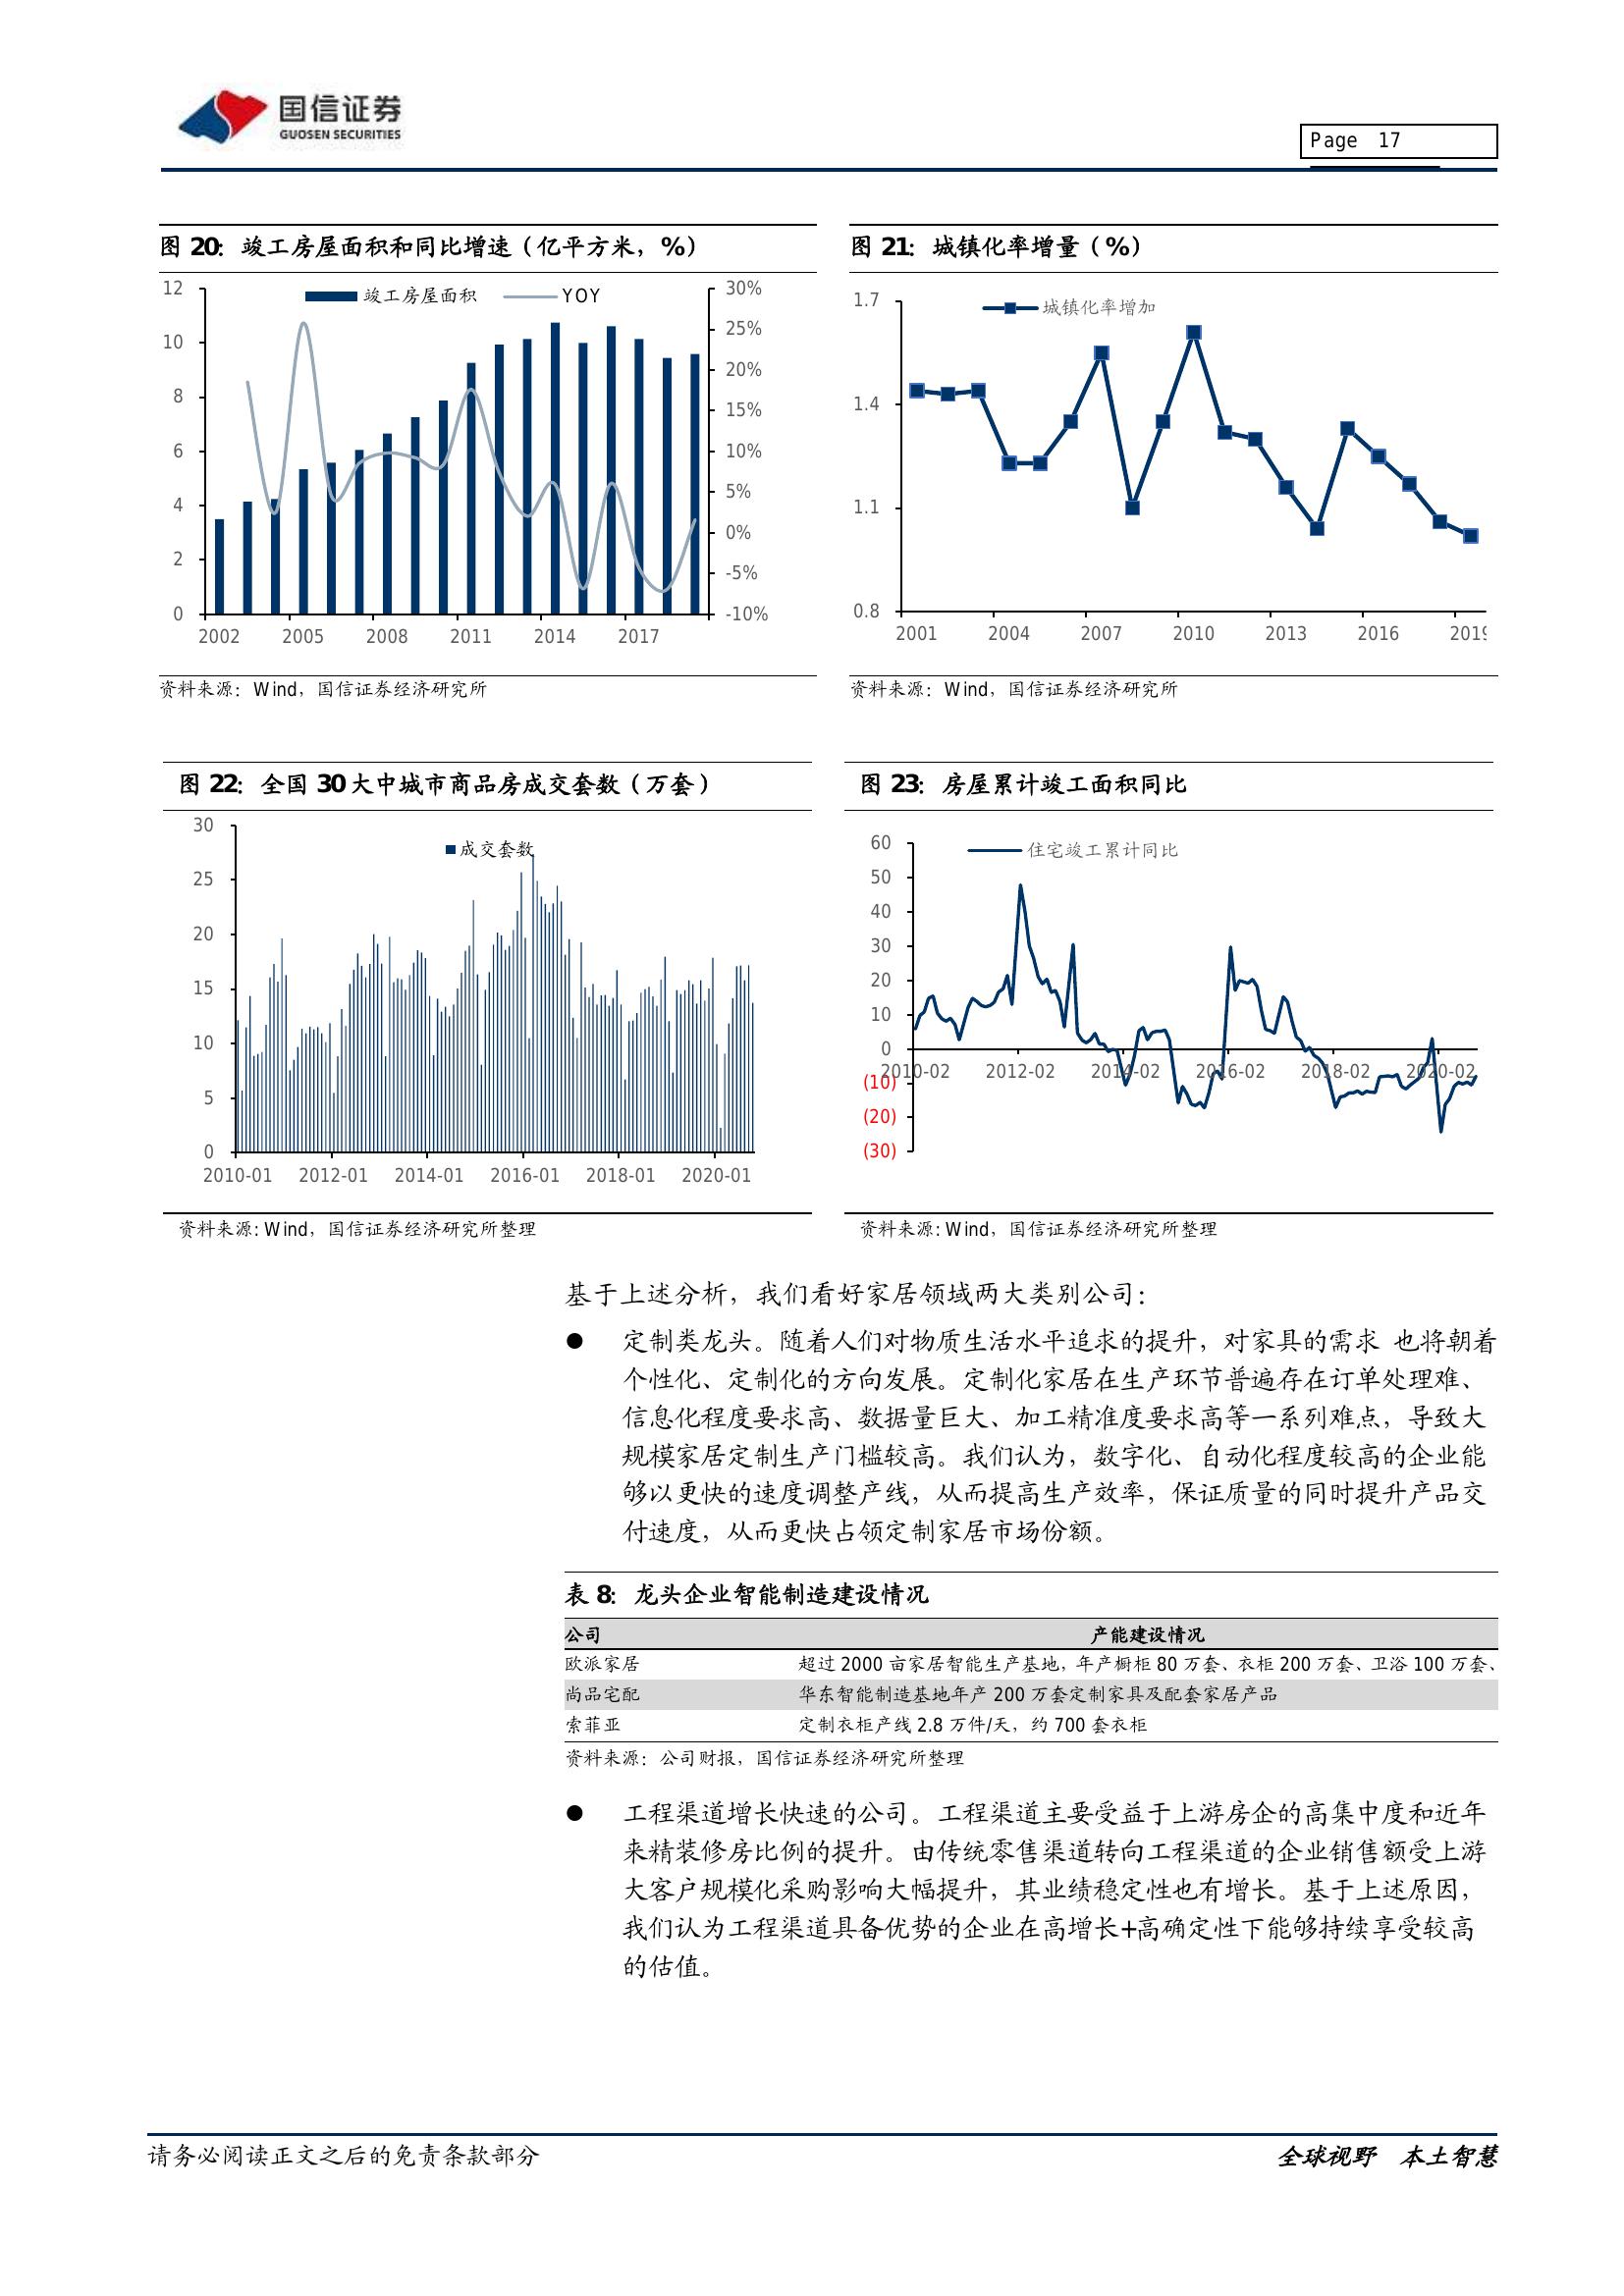 国信证券
GUOSEN SECURITIES
Page 17
图 20：竣工房屋面积和同比增速（亿平方米，%）
竣工房屋面积 YOY
12
10
8
6
4
2
0
30%
25%
20%
15%
10%
5%
0%
-5%
-10%
2002 2005 2008 2011 2014 2017
资料来源：Wind，国信证券经济研究所
图 21：城镇化率增量（%）
城镇化率增加
1.7
1.4
1.1
0.8
2001 2004 2007 2010 2013 2016 2019
资料来源：Wind，国信证券经济研究所
图 22：全国 30 大中城市商品房成交套数（万套）
成交套数
30
25
20
15
10
5
0
2010-01 2012-01 2014-01 2016-01 2018-01 2020-01
资料来源: Wind，国信证券经济研究所整理
图 23：房屋累计竣工面积同比
住宅竣工累计同比
60
50
40
30
20
10
0
(10)
(20)
(30)
2010-02 2012-02 2014-02 2016-02 2018-02 2020-02
资料来源: Wind，国信证券经济研究所整理
基于上述分析，我们看好家居领域两大类别公司：
● 定制类龙头。随着人们对物质生活水平追求的提升，对家具的需求 也将朝着
个性化、定制化的方向发展。定制化家居在生产环节普遍存在订单处理难、
信息化程度要求高、数据量巨大、加工精准度要求高等一系列难点，导致大
规模家居定制生产门槛较高。我们认为，数字化、自动化程度较高的企业能
够以更快的速度调整产线，从而提高生产效率，保证质量的同时提升产品交
付速度，从而更快占领定制家居市场份额。
表 8：龙头企业智能制造建设情况
公司 产能建设情况
欧派家居 超过 2000 亩家居智能生产基地，年产橱柜 80 万套、衣柜 200 万套、卫浴 100 万套、
尚品宅配 华东智能制造基地年产 200 万套定制家具及配套家居产品
索菲亚 定制衣柜产线 2.8 万件/天，约 700 套衣柜
资料来源：公司财报，国信证券经济研究所整理
● 工程渠道增长快速的公司。工程渠道主要受益于上游房企的高集中度和近年
来精装修房比例的提升。由传统零售渠道转向工程渠道的企业销售额受上游
大客户规模化采购影响大幅提升，其业绩稳定性也有增长。基于上述原因，
我们认为工程渠道具备优势的企业在高增长+高确定性下能够持续享受较高
的估值。
请务必阅读正文之后的免责条款部分
全球视野 本土智慧